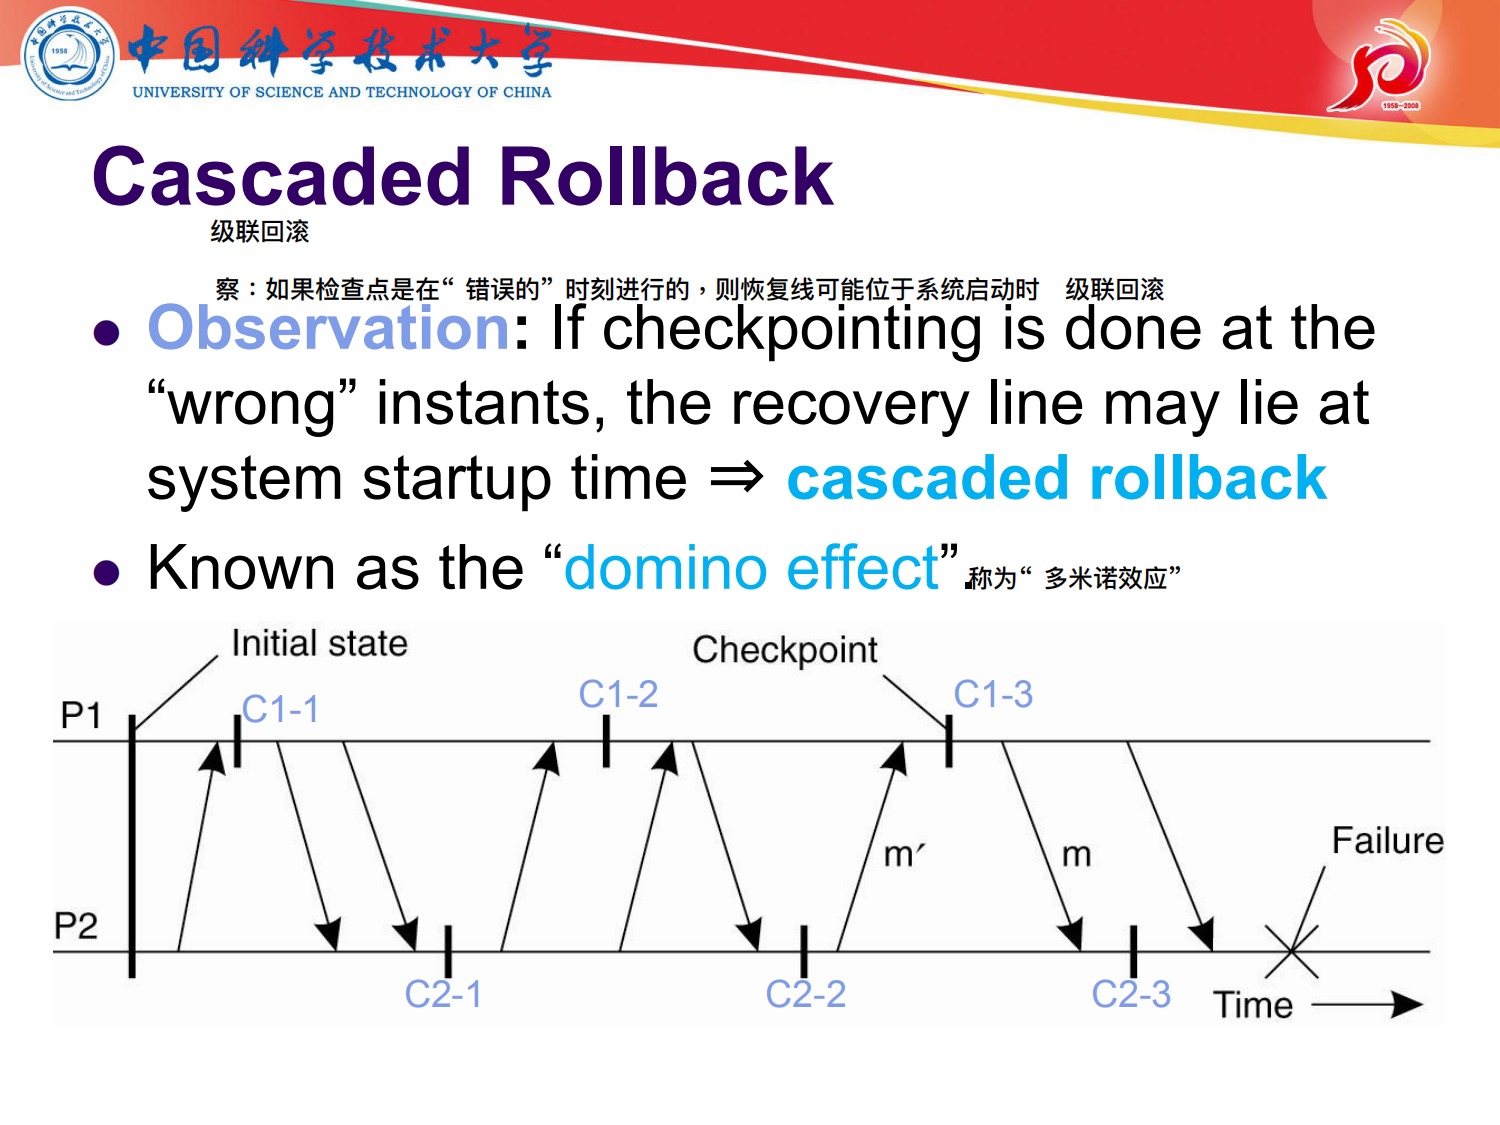 中国科学技术大学
UNIVERSITY OF SCIENCE AND TECHNOLOGY OF CHINA
1958
1958-2008
Cascaded Rollback
级联回滚
察：如果检查点是在“错误的”时刻进行的，则恢复线可能位于系统启动时 级联回滚
● Observation: If checkpointing is done at the
“wrong” instants, the recovery line may lie at
system startup time ⇒ cascaded rollback
● Known as the “domino effect”.
称为“多米诺效应”
Initial state
Checkpoint
C1-1
C1-2
C1-3
P1
m′
m
Failure
P2
C2-1
C2-2
C2-3
Time